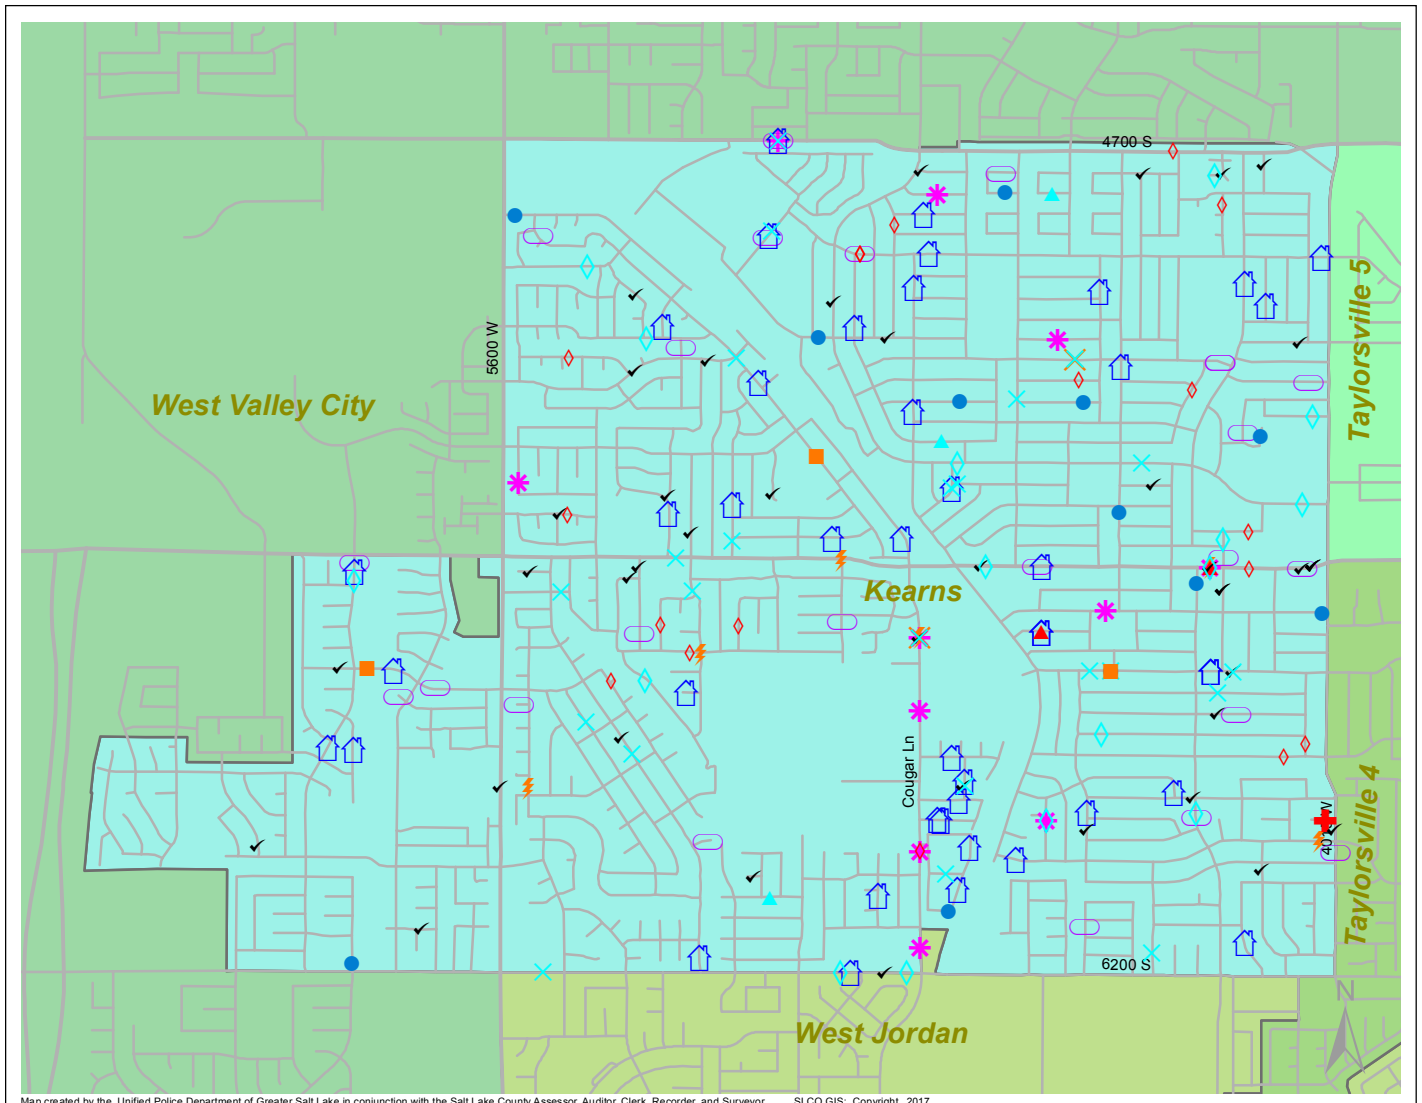 4700 S
Taylorsville 5
5600 W
West Valley City
Kearns
Cougar Ln
Taylorsville 4
6200 S
N
West Jordan
Map created by the Unified Police Department of Greater Salt Lake in conjunction with the Salt Lake County Assessor, Auditor, Clerk, Recorder, and Surveyor. SLCO GIS: Copyright, 2017